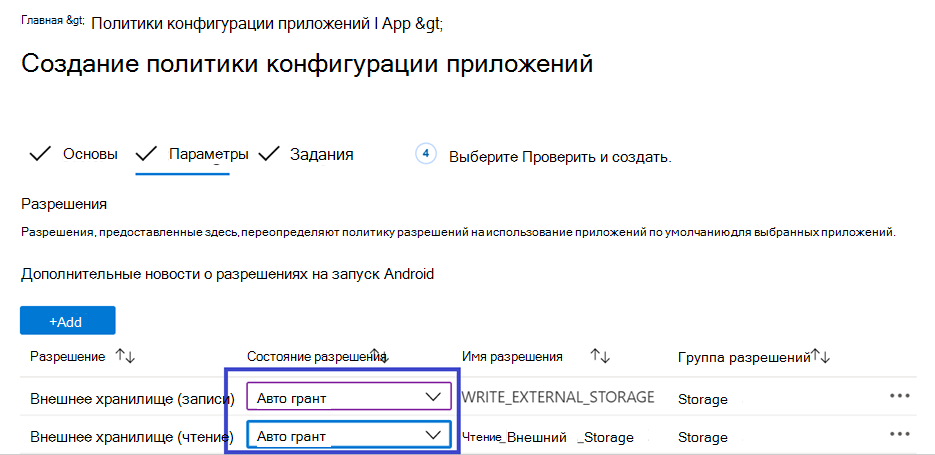 Главная &gt; Политики конфигурации приложений I App &gt;
Создание политики конфигурации приложений
Основы Параметры Задания 4 Выберите Проверить и создать.
Разрешения
Разрешения, предоставленные здесь, переопределяют политику разрешений на использование приложений по умолчанию для выбранных приложений.
Дополнительные новости о разрешениях на запуск Android
+Add
Разрешение Состояние разрешения Имя разрешения Группа разрешений
Внешнее хранилище (записи) Авто грант WRITE_EXTERNAL_STORAGE Storage
Внешнее хранилище (чтение) Авто грант Чтение_Внешний _Storage Storage